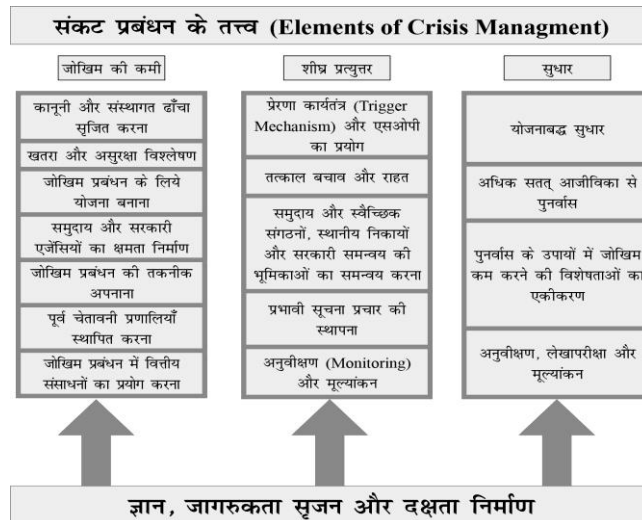 संकट प्रबंधन के तत्त्व (Elements of Crisis Managment)
जोखिम की कमी
कानूनी और संस्थागत ढाँचा
सृजित करना
खतरा और असुरक्षा विश्लेषण
जोखिम प्रबंधन के लिये
योजना बनाना
समुदाय और सरकारी
एजेंसियों का क्षमता निर्माण
जोखिम प्रबंधन की तकनीक
अपनाना
पूर्व चेतावनी प्रणालियाँ
स्थापित करना
जोखिम प्रबंधन में वित्तीय
संसाधनों का प्रयोग करना
शीघ्र प्रत्युत्तर
प्रेरणा कार्यतंत्र (Trigger
Mechanism) और एसओपी
का प्रयोग
तत्काल बचाव और राहत
समुदाय और स्वैच्छिक
संगठनों, स्थानीय निकायों
और सरकारी समन्वय की
भूमिकाओं का समन्वय करना
प्रभावी सूचना प्रचार की
स्थापना
अनुवीक्षण (Monitoring)
और मूल्यांकन
सुधार
योजनाबद्ध सुधार
अधिक सतत् आजीविका से
पुनर्वास
पुनर्वास के उपायों में जोखिम
कम करने की विशेषताओं का
एकीकरण
अनुवीक्षण, लेखापरीक्षा और
मूल्यांकन
ज्ञान, जागरुकता सृजन और दक्षता निर्माण